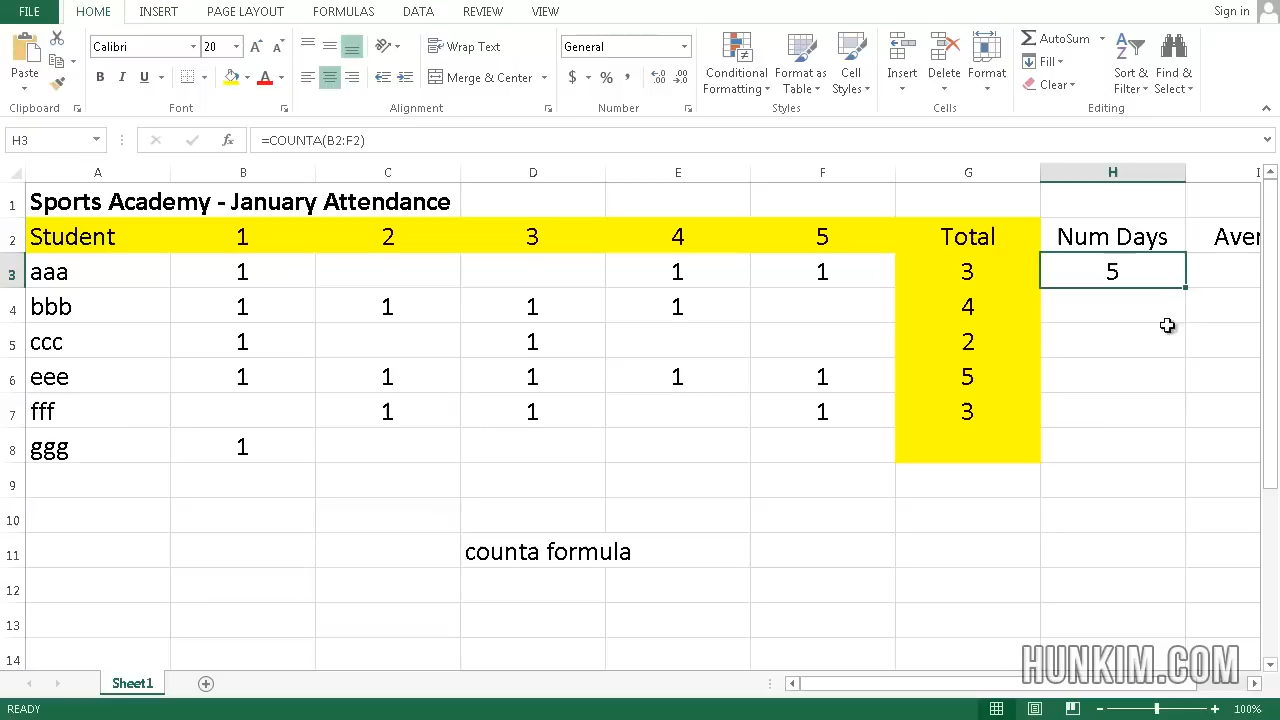 FILE HOME INSERT PAGE LAYOUT FORMULAS DATA REVIEW VIEW Sign in
Calibri 20 A A Wrap Text General AutoSum
Paste Conditional Format as Cell Insert Delete Format Fill Sort & Find &
B I U A Merge & Center $ % , Formatting Table Styles Clear Filter Select
Clipboard Font Alignment Number Styles Cells Editing
H3 fx =COUNTA(B2:F2)
A B C D E F G H I
1 Sports Academy - January Attendance
2 Student 1 2 3 4 5 Total Num Days Aver
3 aaa 1 1 1 3 5
4 bbb 1 1 1 1 4
5 ccc 1 1 2
6 eee 1 1 1 1 1 5
7 fff 1 1 1 3
8 ggg 1
9
10
11 counta formula
12
13
14
HUNKIM.COM
Sheet1
READY 100%